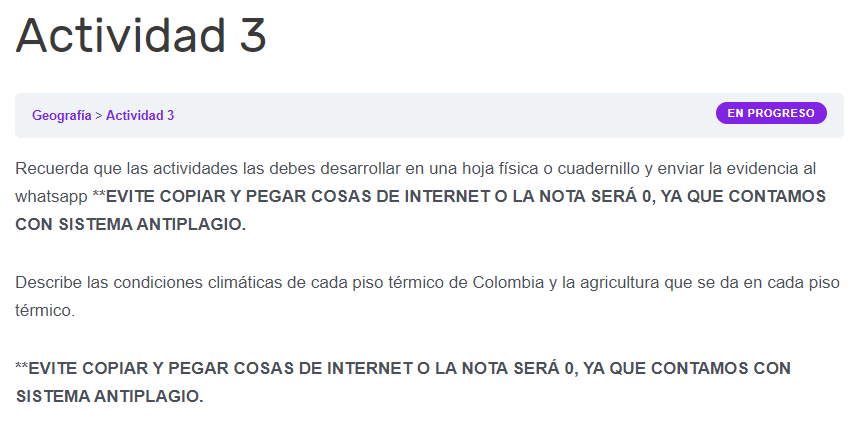 Actividad 3
Geografía > Actividad 3
EN PROGRESO
Recuerda que las actividades las debes desarrollar en una hoja física o cuadernillo y enviar la evidencia al
whatsapp **EVITE COPIAR Y PEGAR COSAS DE INTERNET O LA NOTA SERÁ 0, YA QUE CONTAMOS
CON SISTEMA ANTIPLAGIO.
Describe las condiciones climáticas de cada piso térmico de Colombia y la agricultura que se da en cada piso
térmico.
**EVITE COPIAR Y PEGAR COSAS DE INTERNET O LA NOTA SERÁ 0, YA QUE CONTAMOS CON
SISTEMA ANTIPLAGIO.